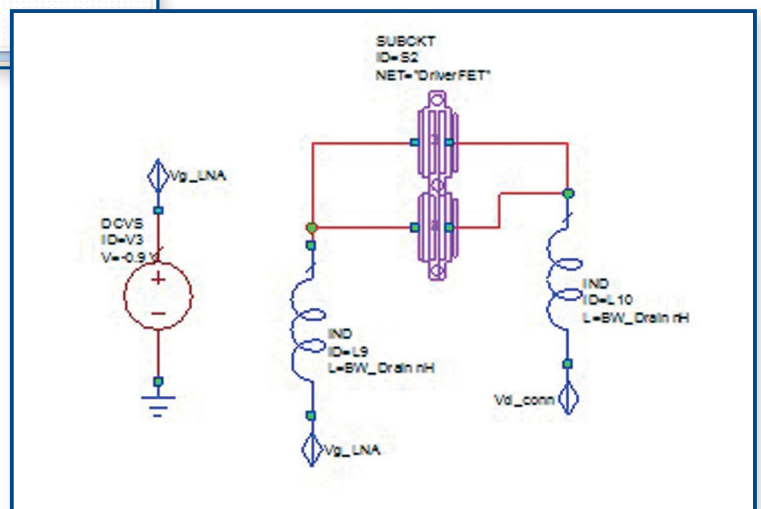 SUBCKT
ID=S2
NET="DriverFET"
Vg_LNA
DCVS
ID=V3
V=-0.9 V
IND
ID=L10
L=BW_Drain nH
IND
ID=L9
L=BW_Drain nH
Vd_conn
Vg_LNA